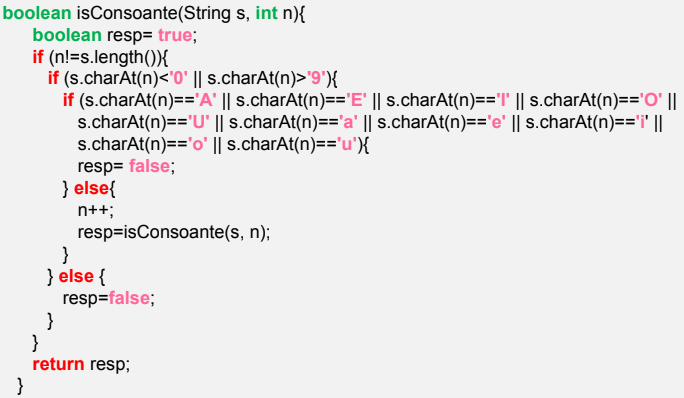 boolean isConsoante(String s, int n){
boolean resp= true;
if (n!=s.length()){
if (s.charAt(n)<'0' || s.charAt(n)>'9'){
if (s.charAt(n)=='A' || s.charAt(n)=='E' || s.charAt(n)=='I' || s.charAt(n)=='O' ||
s.charAt(n)=='U' || s.charAt(n)=='a' || s.charAt(n)=='e' || s.charAt(n)=='i' ||
s.charAt(n)=='o' || s.charAt(n)=='u'){
resp= false;
} else{
n++;
resp=isConsoante(s, n);
}
} else {
resp=false;
}
}
return resp;
}